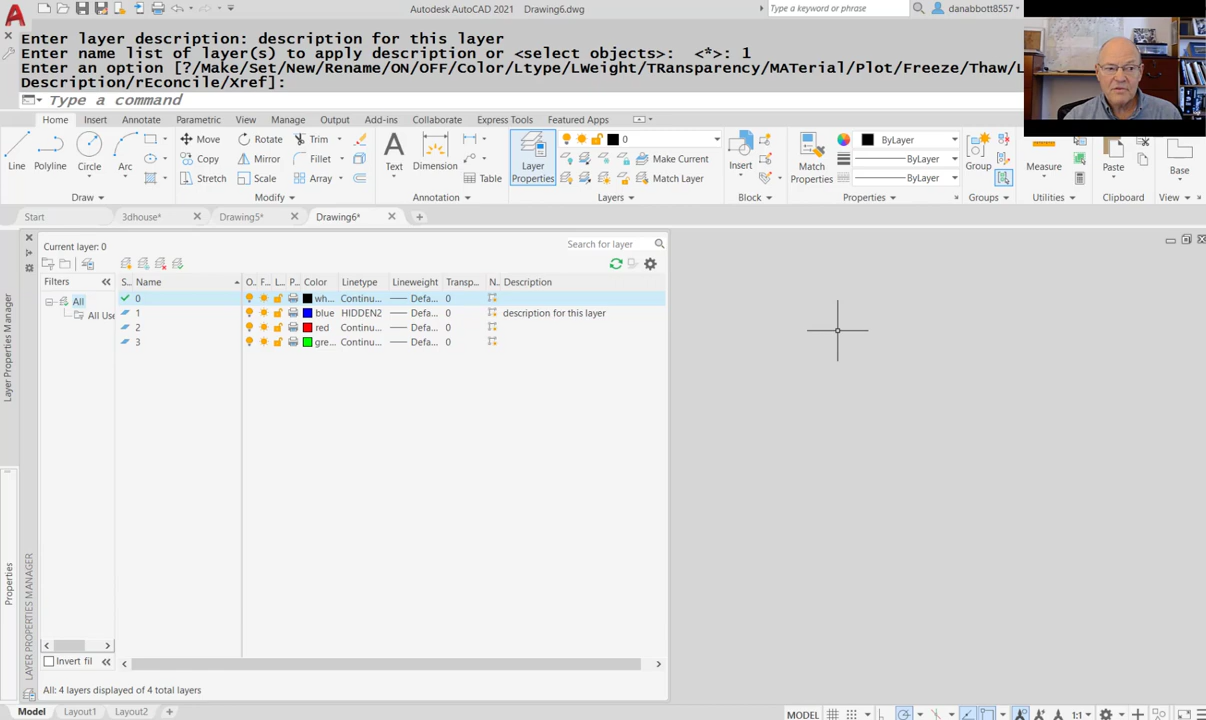 Autodesk AutoCAD 2021 Drawing6.dwg
Type a keyword or phrase
danabbott8557
Enter layer description: description for this layer
Enter name list of layer(s) to apply description or <select objects>: <*>: 1
Enter an option [?/Make/Set/New/Rename/ON/OFF/Color/Ltype/LWeight/TRansparency/MATerial/Plot/Freeze/Thaw/L
Description/rEconcile/Xref]:
Type a command
Home Insert Annotate Parametric View Manage Output Add-ins Collaborate Express Tools Featured Apps
Line Polyline Circle Arc
Move Rotate Trim
Copy Mirror Fillet
Stretch Scale Array
Text Dimension Table
Layer Properties
0
Make Current
Match Layer
Insert
Match Properties
ByLayer
ByLayer
ByLayer
Group Measure Paste Base
Draw Modify Annotation Layers Block Properties Groups Utilities Clipboard View
Start 3dhouse* Drawing5* Drawing6*
Current layer: 0
Search for layer
Filters
All
All Use
S.. Name O. F.. L.. P.. Color Linetype Lineweight Transp... N.. Description
0 wh... Continu... Defa... 0
1 blue HIDDEN2 Defa... 0 description for this layer
2 red Continu... Defa... 0
3 gre... Continu... Defa... 0
Invert fil
All: 4 layers displayed of 4 total layers
Layer Properties Manager
Properties
LAYER PROPERTIES MANAGER
Model Layout1 Layout2
MODEL
1:1